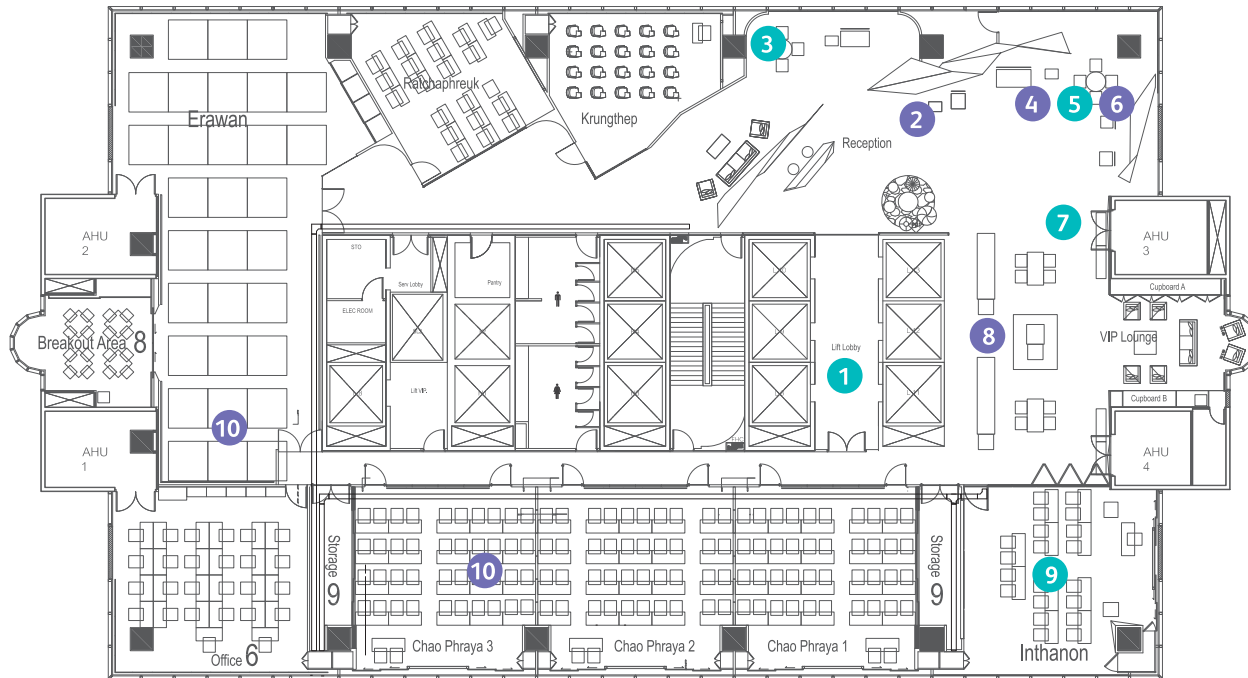 3
4
5
6
2
Ratchaphreuk
Erawan
Krungthep
Reception
7
AHU
2
AHU
3
STO
Serv Lobby
Pantry
Cupboard A
ELEC ROOM
Breakout Area 8
Lift Lobby
8
VIP Lounge
1
Lift VIP.
Cupboard B
10
FHC
AHU
1
AHU
4
Storage
9
10
Storage
9
9
Office 6
Chao Phraya 3
Chao Phraya 2
Chao Phraya 1
Inthanon